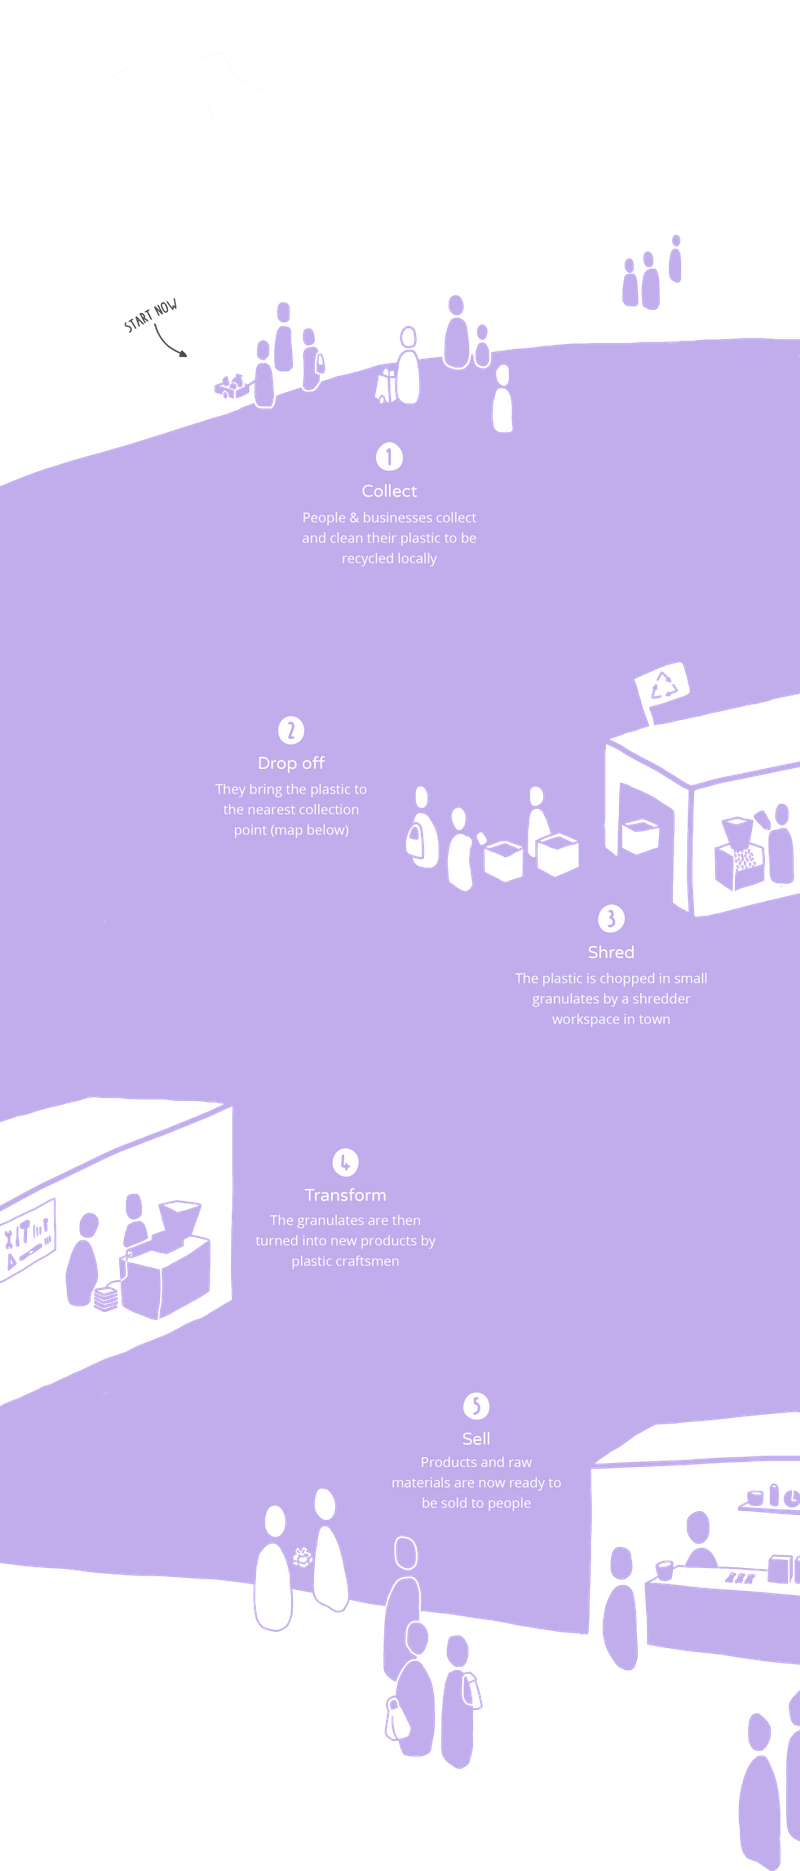 START NOW
1
Collect
People & businesses collect
and clean their plastic to be
recycled locally
2
Drop off
They bring the plastic to
the nearest collection
point (map below)
3
Shred
The plastic is chopped in small
granulates by a shredder
workspace in town
4
Transform
The granulates are then
turned into new products by
plastic craftsmen
5
Sell
Products and raw
materials are now ready to
be sold to people